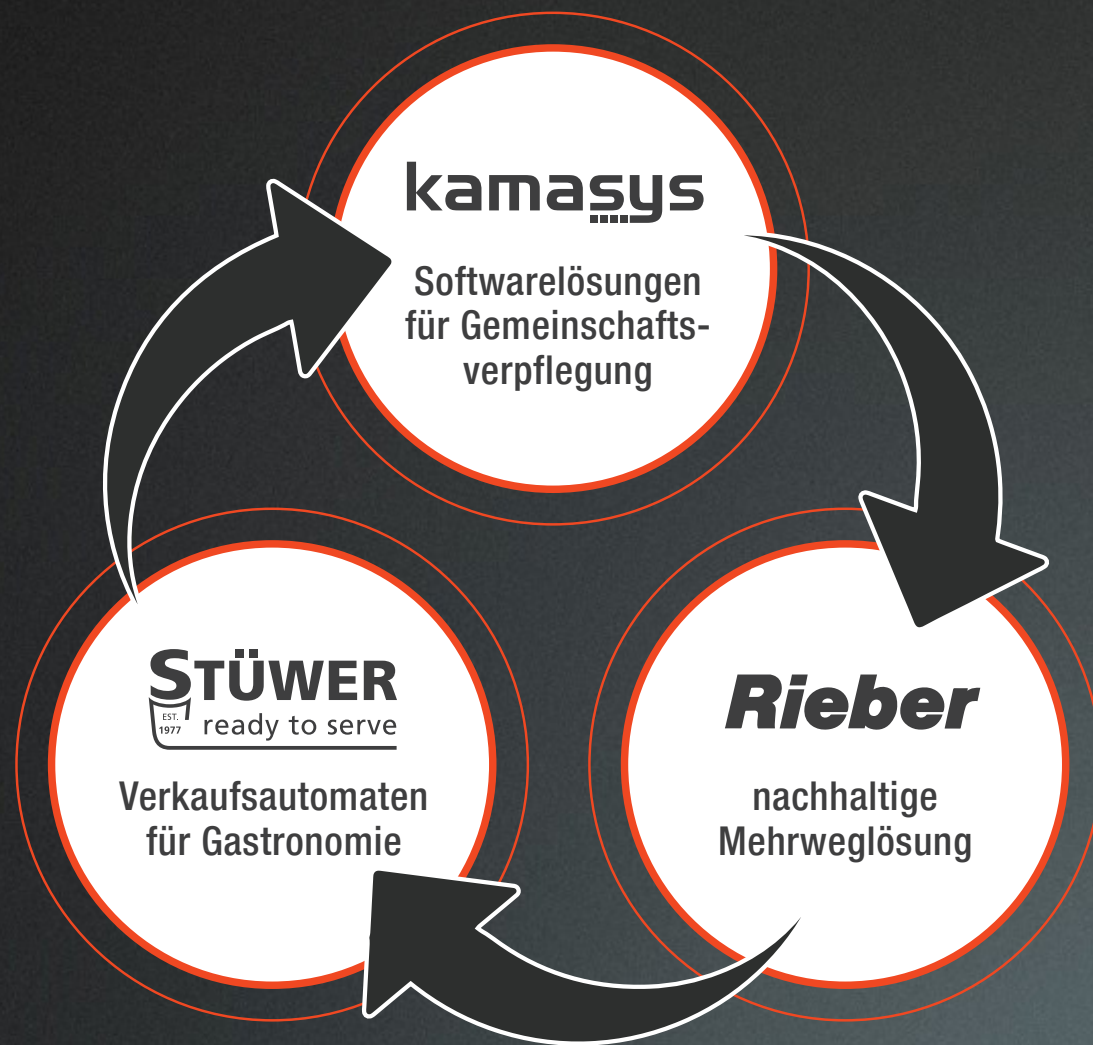 kamasys
Softwarelösungen
für Gemeinschafts-
verpflegung
STÜWER
EST.
1977
ready to serve
Verkaufsautomaten
für Gastronomie
Rieber
nachhaltige
Mehrweglösung